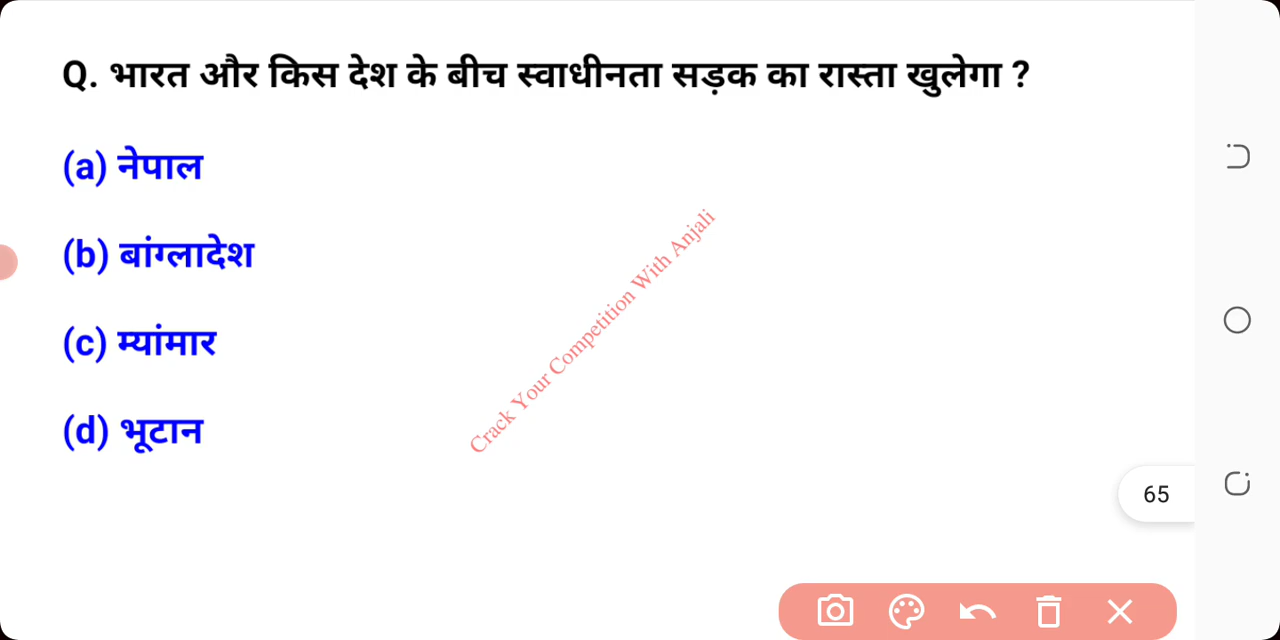 Q. भारत और किस देश के बीच स्वाधीनता सड़क का रास्ता खुलेगा ?
(a) नेपाल
(b) बांग्लादेश
(c) म्यांमार
(d) भूटान
Crack Your Competition With Anjali
65